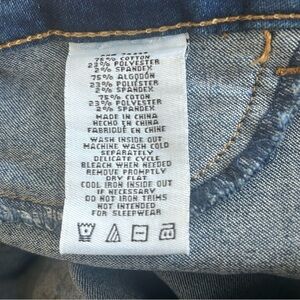 75% COTTON
23% POLYESTER
2% SPANDEX
75% ALGODÓN
23% POLIÉSTER
2% SPANDEX
75% COTON
23% POLYESTER
2% SPANDEX
MADE IN CHINA
HECHO EN CHINA
FABRIQUÉ EN CHINE
WASH INSIDE OUT
MACHINE WASH COLD
SEPARATELY
DELICATE CYCLE
BLEACH WHEN NEEDED
REMOVE PROMPTLY
DRY FLAT
COOL IRON INSIDE OUT
IF NECESSARY
DO NOT IRON TRIMS
NOT INTENDED
FOR SLEEPWEAR